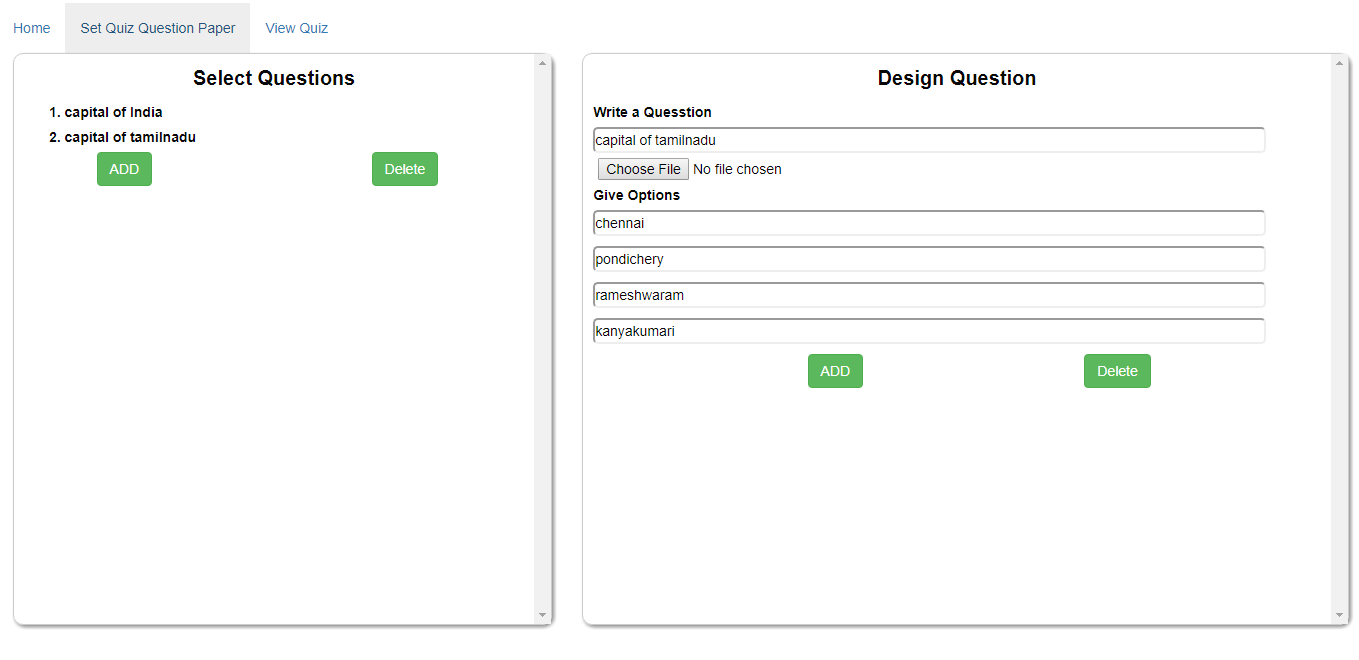 Home Set Quiz Question Paper View Quiz
Select Questions
1. capital of India
2. capital of tamilnadu
ADD Delete
Design Question
Write a Quesstion
capital of tamilnadu
Choose File No file chosen
Give Options
chennai
pondichery
rameshwaram
kanyakumari
ADD Delete